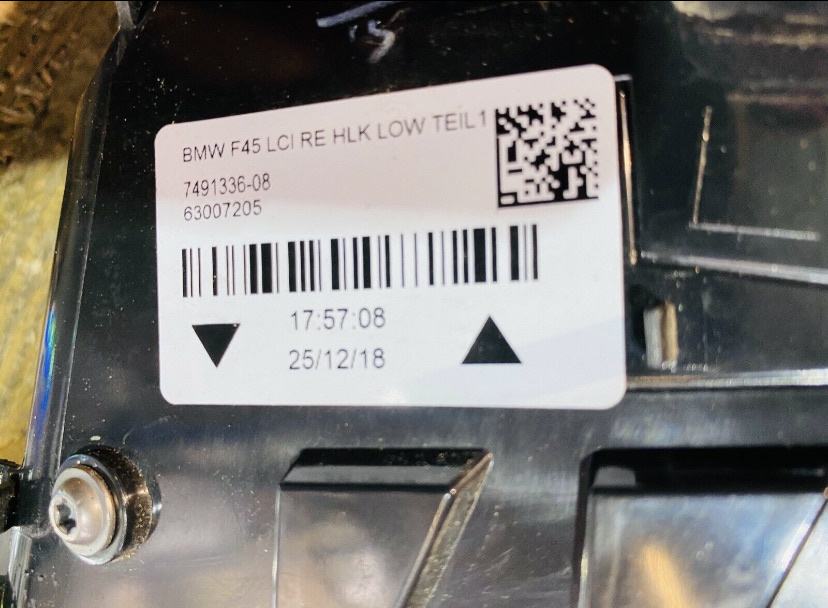 BMW F45 LCI RE HLK LOW TEIL1
7491336-08
63007205
17:57:08
25/12/18